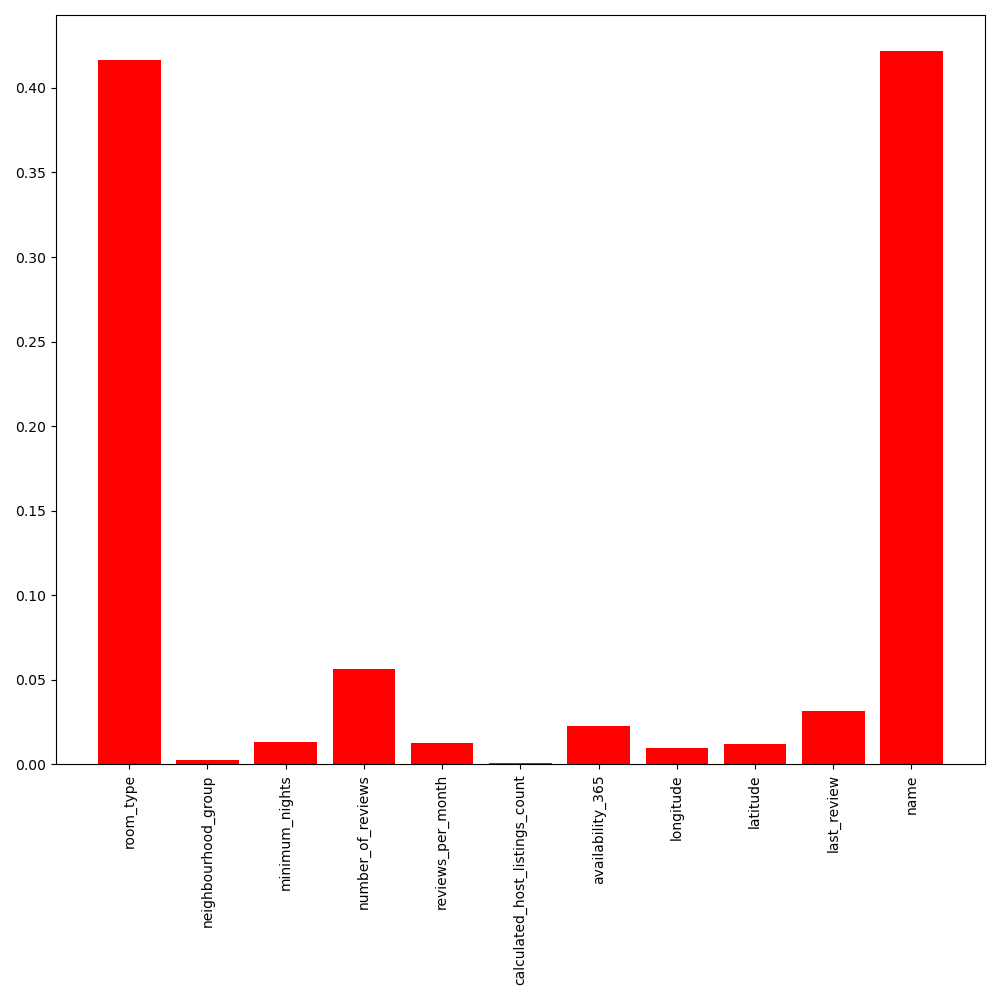 0.40
0.35
0.30
0.25
0.20
0.15
0.10
0.05
0.00
room_type
neighbourhood_group
minimum_nights
number_of_reviews
reviews_per_month
calculated_host_listings_count
availability_365
longitude
latitude
last_review
name